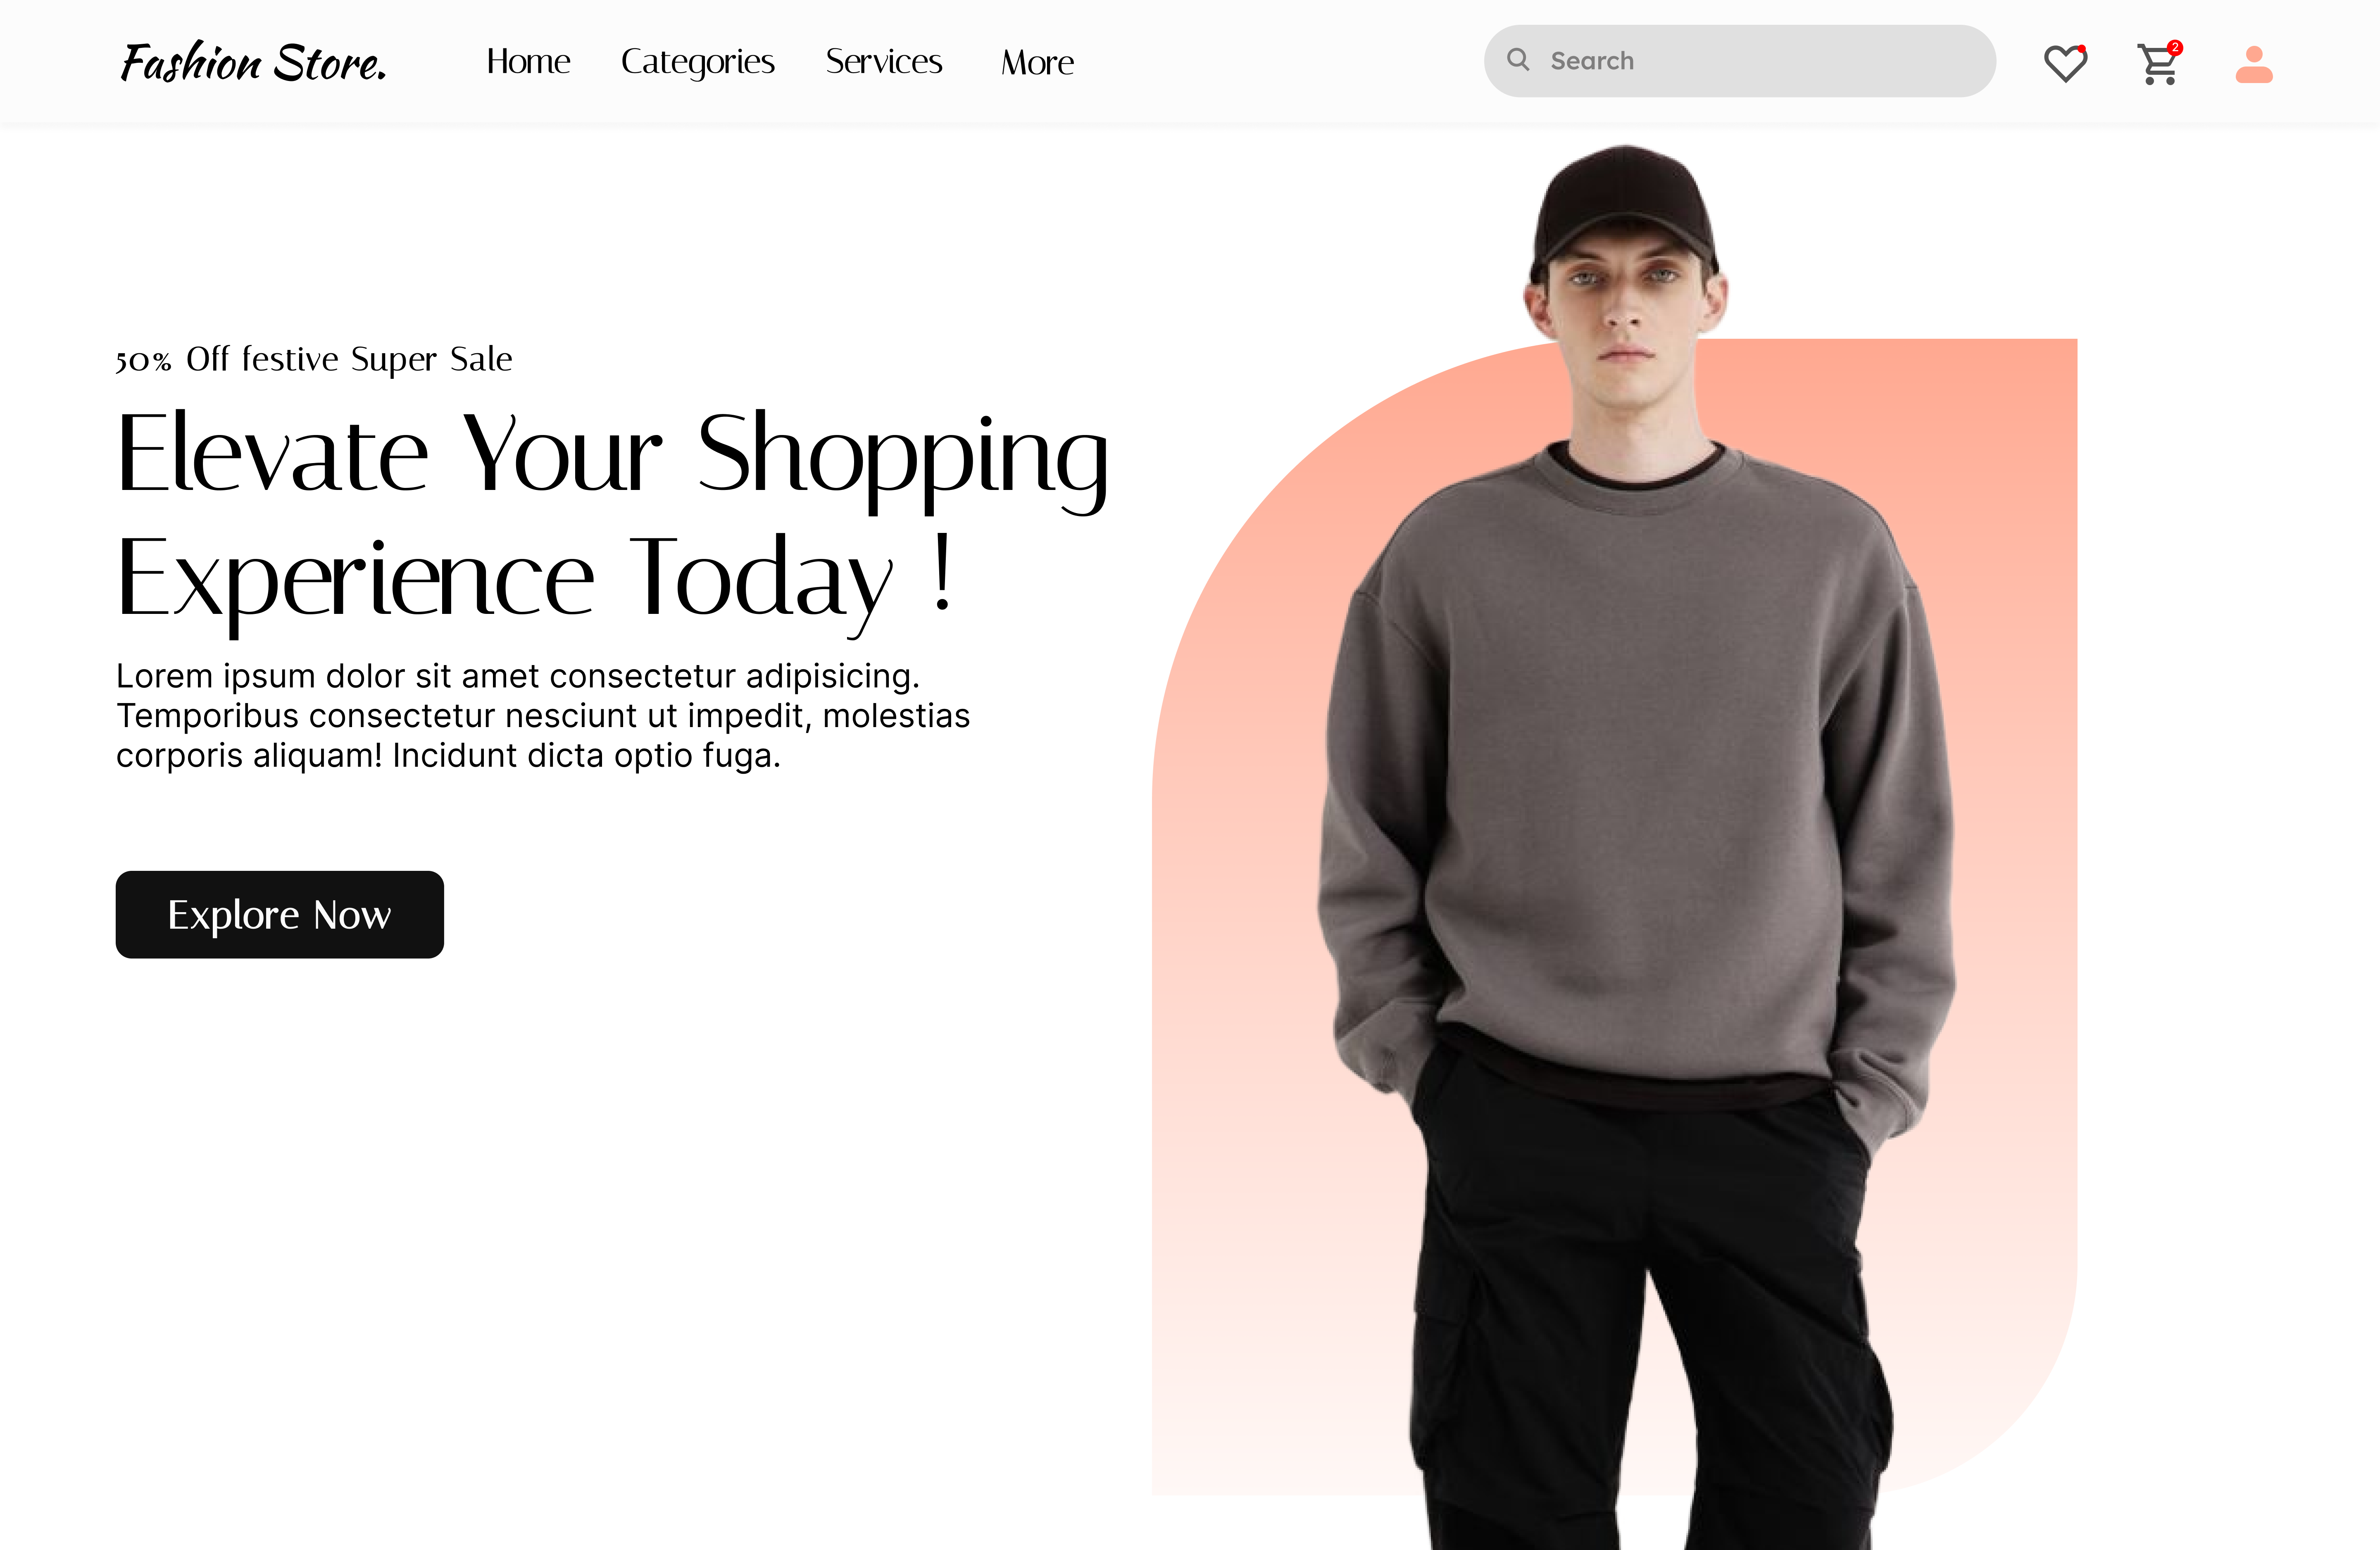 Fashion Store.
Home Categories Services More
Search
2
50% Off festive Super Sale
Elevate Your Shopping
Experience Today !
Lorem ipsum dolor sit amet consectetur adipisicing.
Temporibus consectetur nesciunt ut impedit, molestias
corporis aliquam! Incidunt dicta optio fuga.
Explore Now